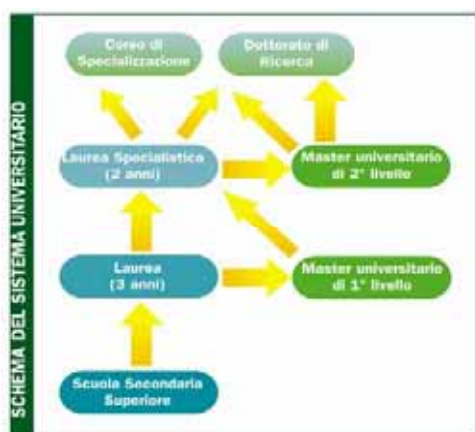 SCHEMA DEL SISTEMA UNIVERSITARIO
Corso di
Specializzazione
Dottorato di
Ricerca
Laurea Specialistica
(2 anni)
Master universitario
di 2° livello
Laurea
(3 anni)
Master universitario
di 1° livello
Scuola Secondaria
Superiore